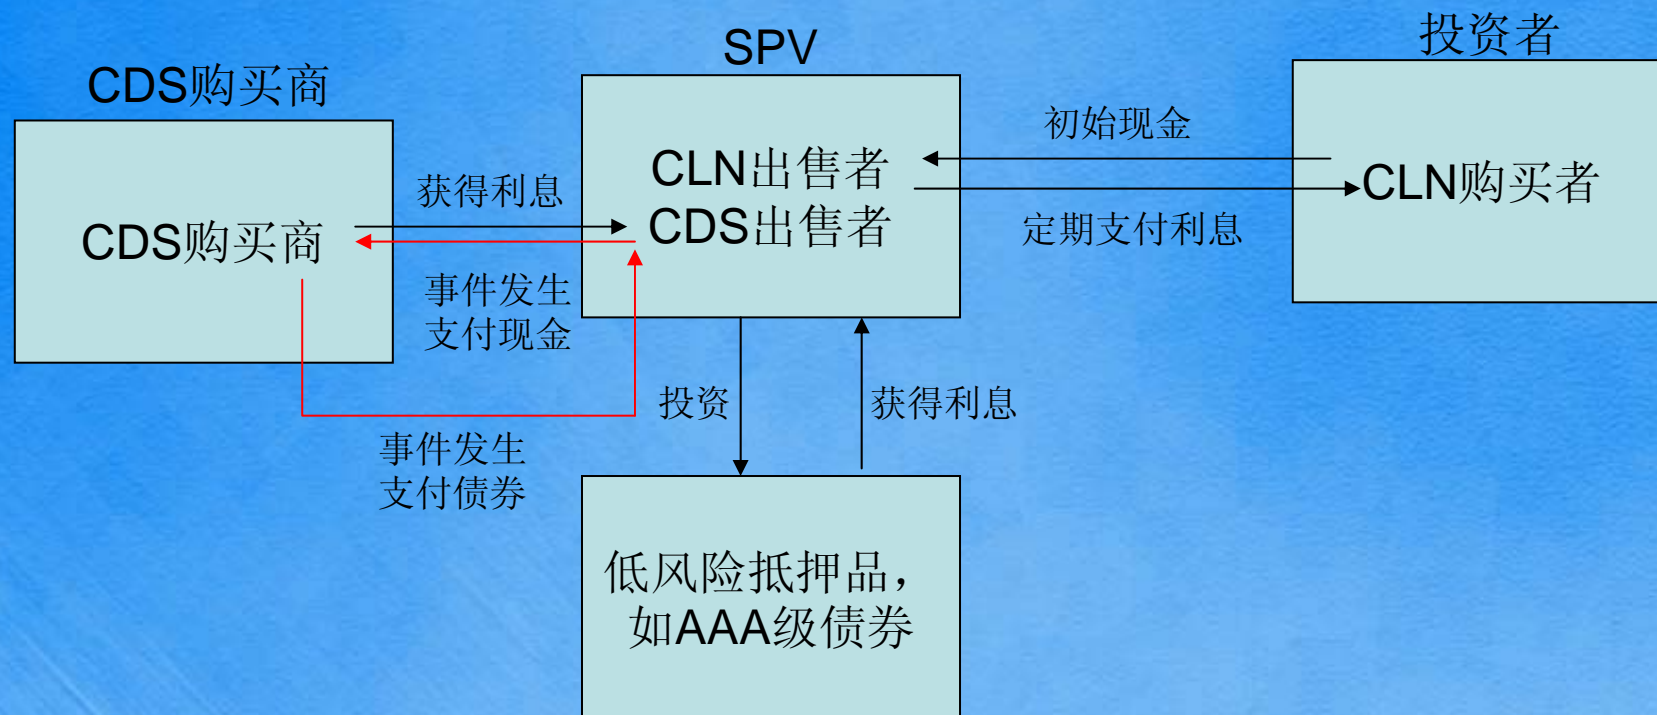 SPV
投资者
CDS购买商
CDS购买商
获得利息
事件发生
支付现金
事件发生
支付债券
CLN出售者
CDS出售者
初始现金
定期支付利息
CLN购买者
投资
获得利息
低风险抵押品，
如AAA级债券